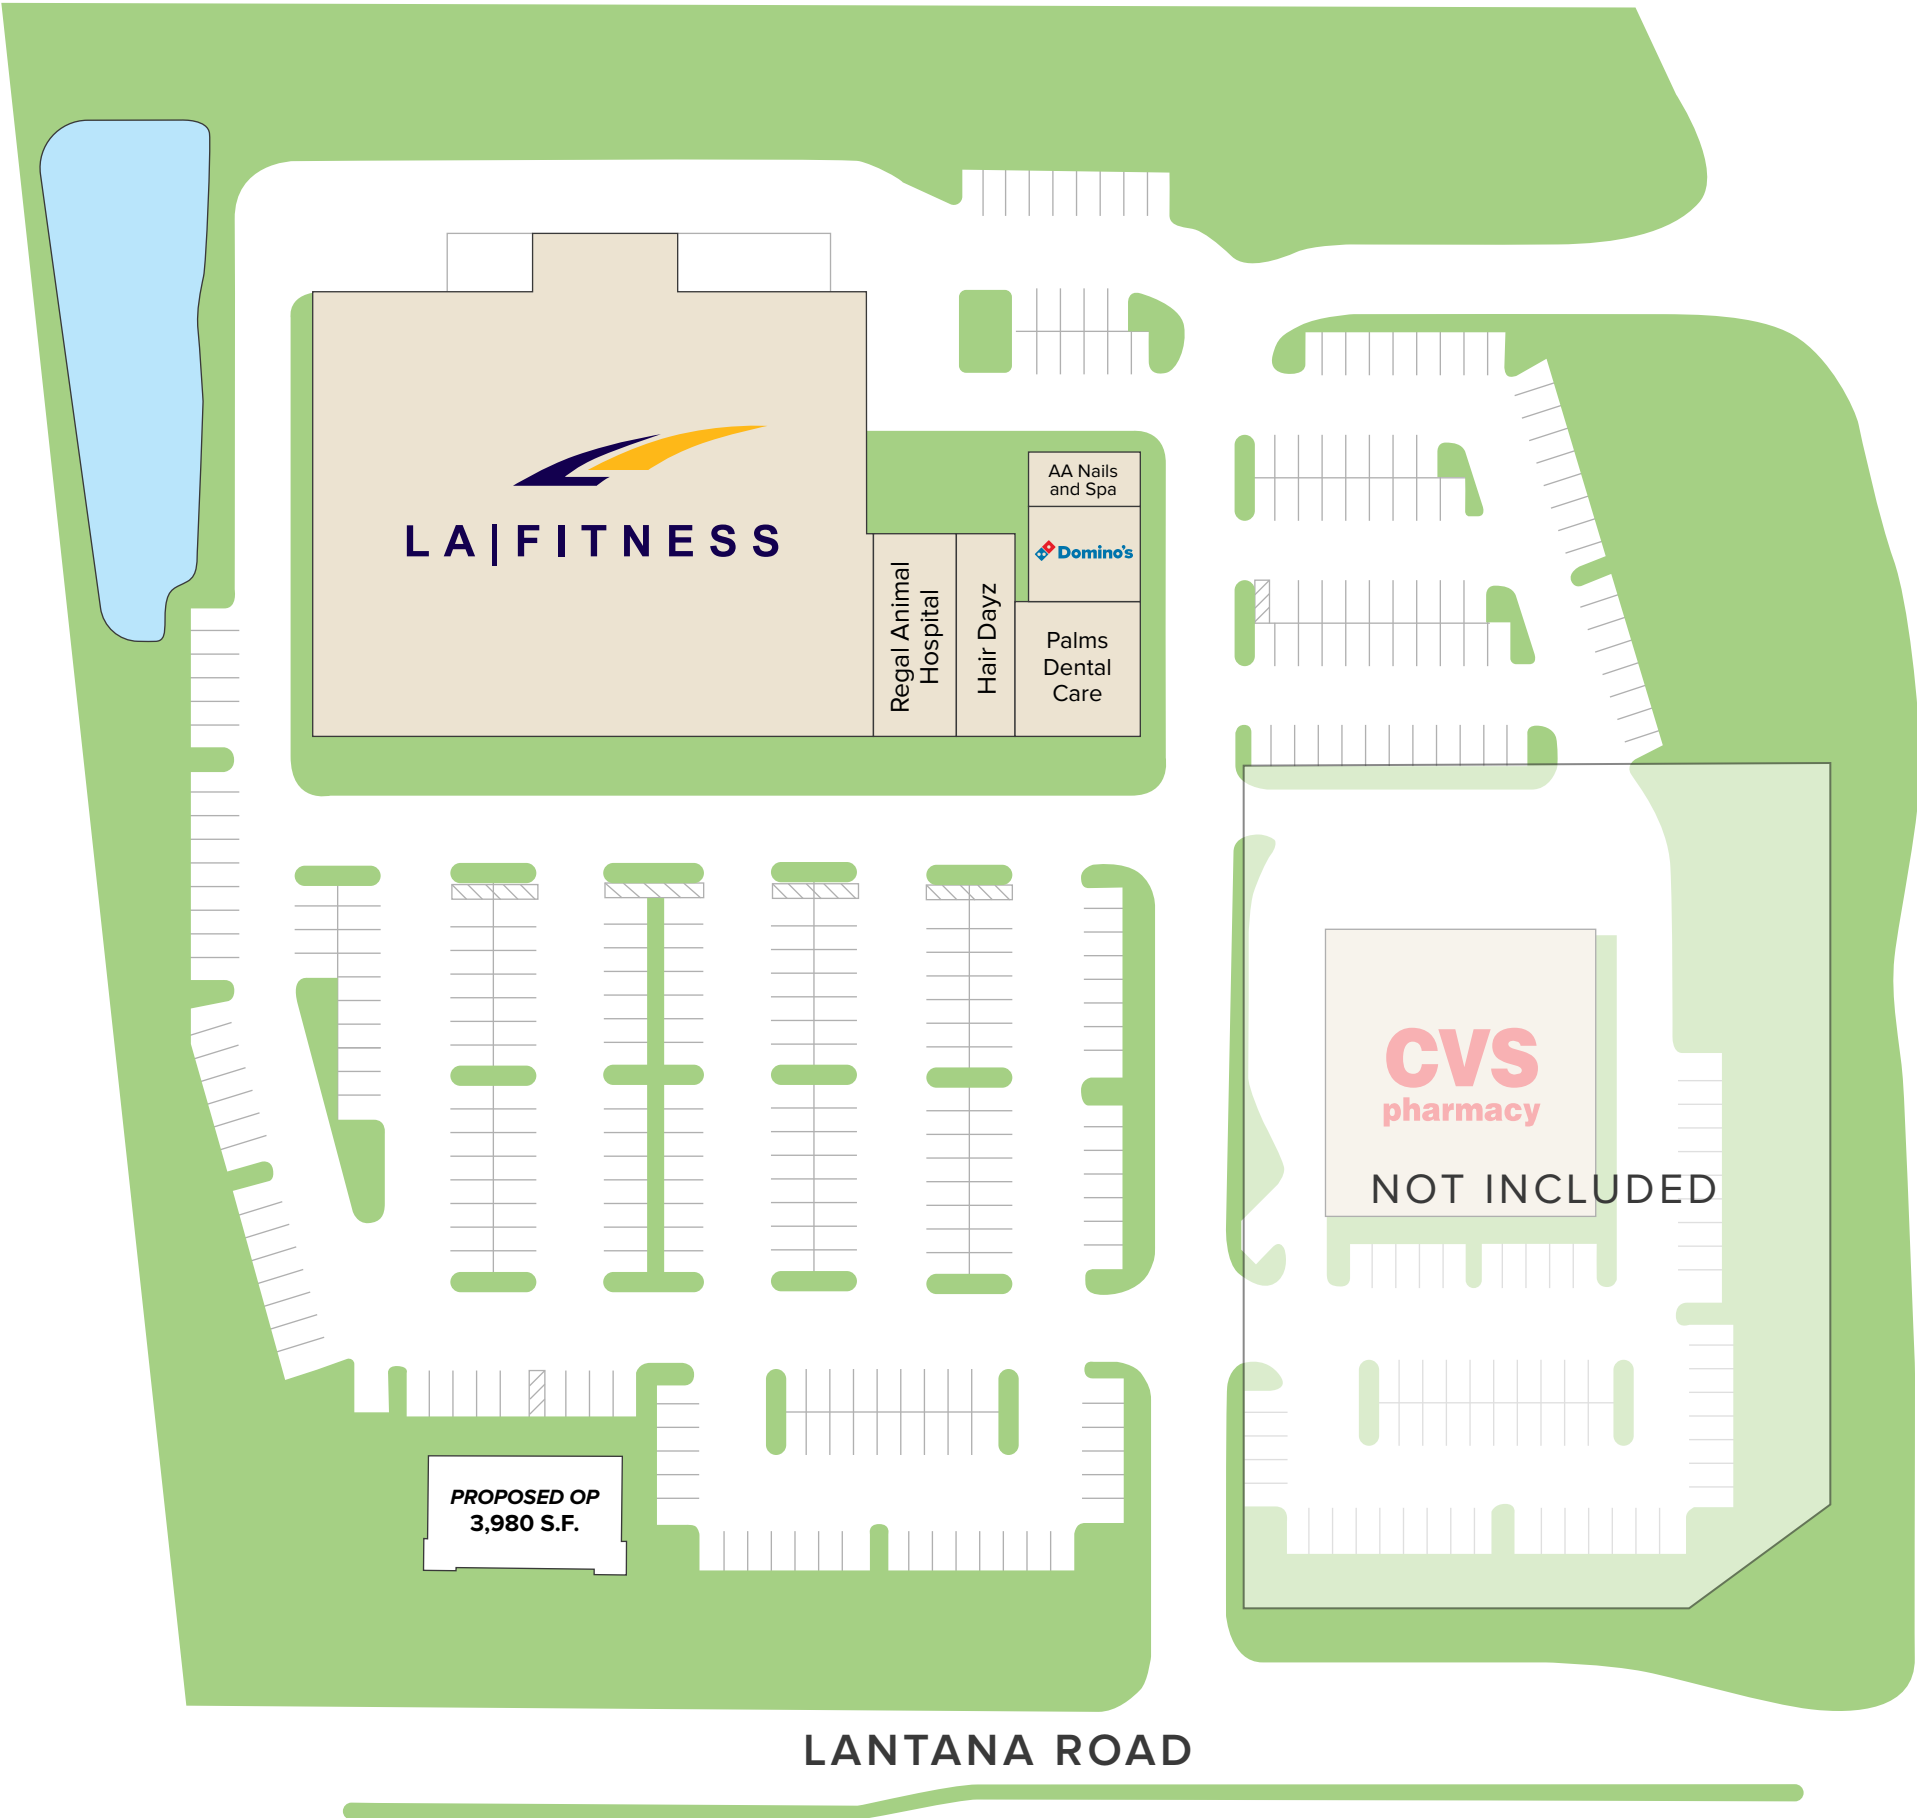 LA|FITNESS
AA Nails
and Spa
Domino's
Regal Animal
Hospital
Hair Dayz
Palms
Dental
Care
CVS
pharmacy
NOT INCLUDED
PROPOSED OP
3,980 S.F.
LANTANA ROAD